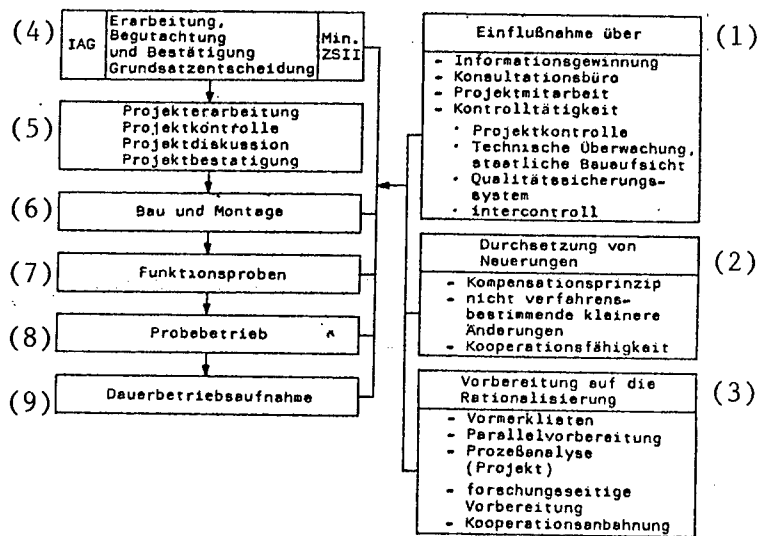 (4)
IAG
Erarbeitung,
Begutachtung
und Bestätigung
Grundsatzentscheidung
Min.
ZSII
(5)
Projekterarbeitung
Projektkontrolle
Projektdiskussion
Projektbestatigung
(6)
Bau und Montage
(7)
Funktionsproben
(8)
Probebetrieb
(9)
Dauerbetriebsaufnahme
Einflußnahme über
(1)
- Informationsgewinnung
- Konsultationsbüro
- Projektmitarbeit
- Kontrolltätigkeit
· Projektkontrolle
· Technische Überwachung,
staatliche Bauaufsicht
· Qualitätssicherungs-
system
· intercontroll
Durchsetzung von
Neuerungen
(2)
- Kompensationsprinzip
- nicht verfahrens-
bestimmende kleinere
Änderungen
- Kooperationsfähigkeit
Vorbereitung auf die
Rationalisierung
(3)
- Vormerklisten
- Parallelvorbereitung
- Prozeßanalyse
(Projekt)
- forschungsseitige
Vorbereitung
- Kooperationsanbahnung